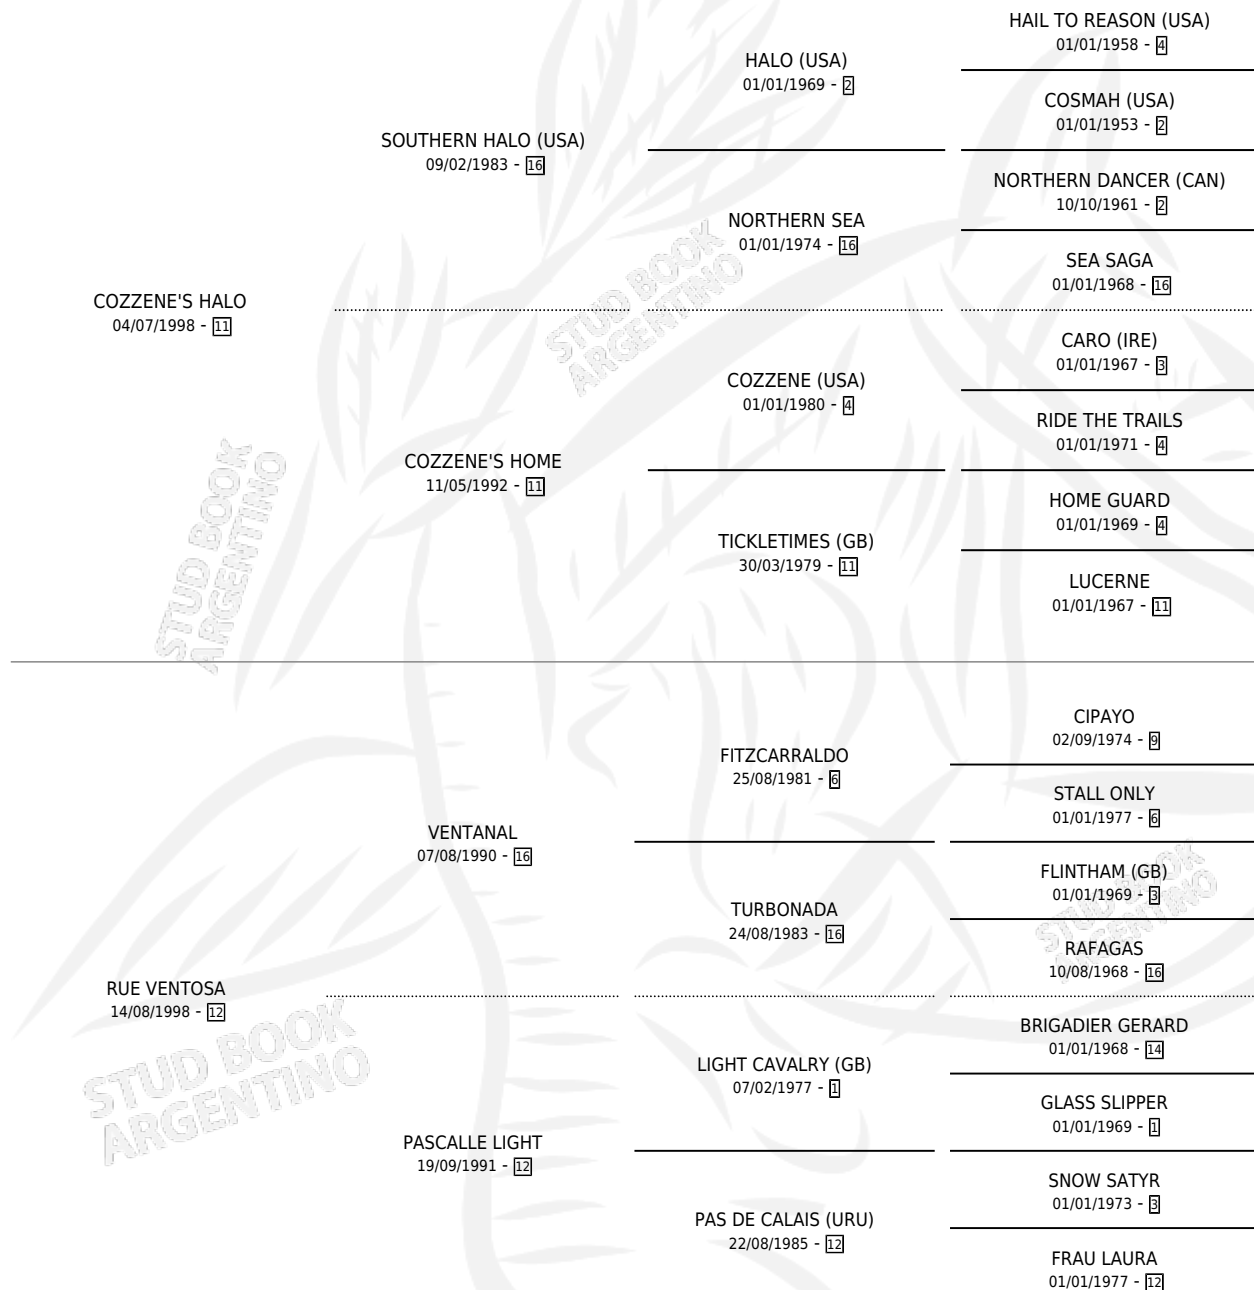 HAIL TO REASON (USA)
01/01/1958 - 4
HALO (USA)
01/01/1969 - 2
COSMAH (USA)
01/01/1953 - 2
SOUTHERN HALO (USA)
09/02/1983 - 16
NORTHERN DANCER (CAN)
10/10/1961 - 2
NORTHERN SEA
01/01/1974 - 16
SEA SAGA
01/01/1968 - 16
COZZENE'S HALO
04/07/1998 - 11
STUD BOOK
ARGENTINO
CARO (IRE)
01/01/1967 - 3
COZZENE (USA)
01/01/1980 - 4
RIDE THE TRAILS
01/01/1971 - 4
COZZENE'S HOME
11/05/1992 - 11
HOME GUARD
01/01/1969 - 4
TICKLETIMES (GB)
30/03/1979 - 11
LUCERNE
01/01/1967 - 11
STUD BOOK
ARGENTINO
CIPAYO
02/09/1974 - 9
FITZCARRALDO
25/08/1981 - 6
STALL ONLY
01/01/1977 - 6
VENTANAL
07/08/1990 - 16
FLINTHAM (GB)
01/01/1969 - 3
TURBONADA
24/08/1983 - 16
STUD BOOK
ARGENTINO
RAFAGAS
10/08/1968 - 16
RUE VENTOSA
14/08/1998 - 12
STUD BOOK
ARGENTINO
BRIGADIER GERARD
01/01/1968 - 14
LIGHT CAVALRY (GB)
07/02/1977 - 1
GLASS SLIPPER
01/01/1969 - 1
PASCALLE LIGHT
19/09/1991 - 12
SNOW SATYR
01/01/1973 - 3
PAS DE CALAIS (URU)
22/08/1985 - 12
FRAU LAURA
01/01/1977 - 12